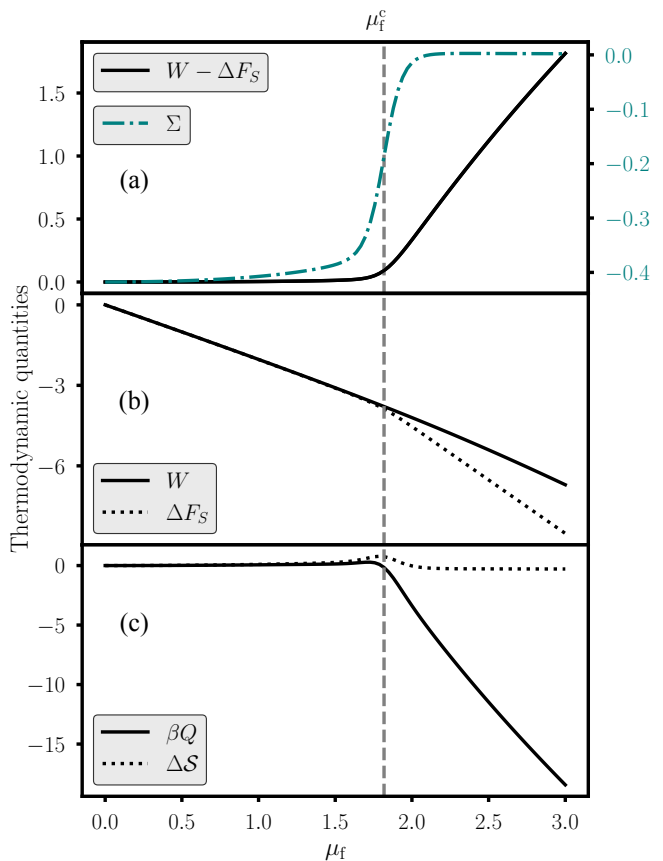 μ_f^c
W − ΔF_S
Σ
(a)
1.5
1.0
0.5
0.0
0.0
−0.1
−0.2
−0.3
−0.4
Thermodynamic quantities
(b)
0
−3
−6
W
ΔF_S
(c)
0
−5
−10
−15
βQ
Δ𝒮
0.0 0.5 1.0 1.5 2.0 2.5 3.0
μ_f